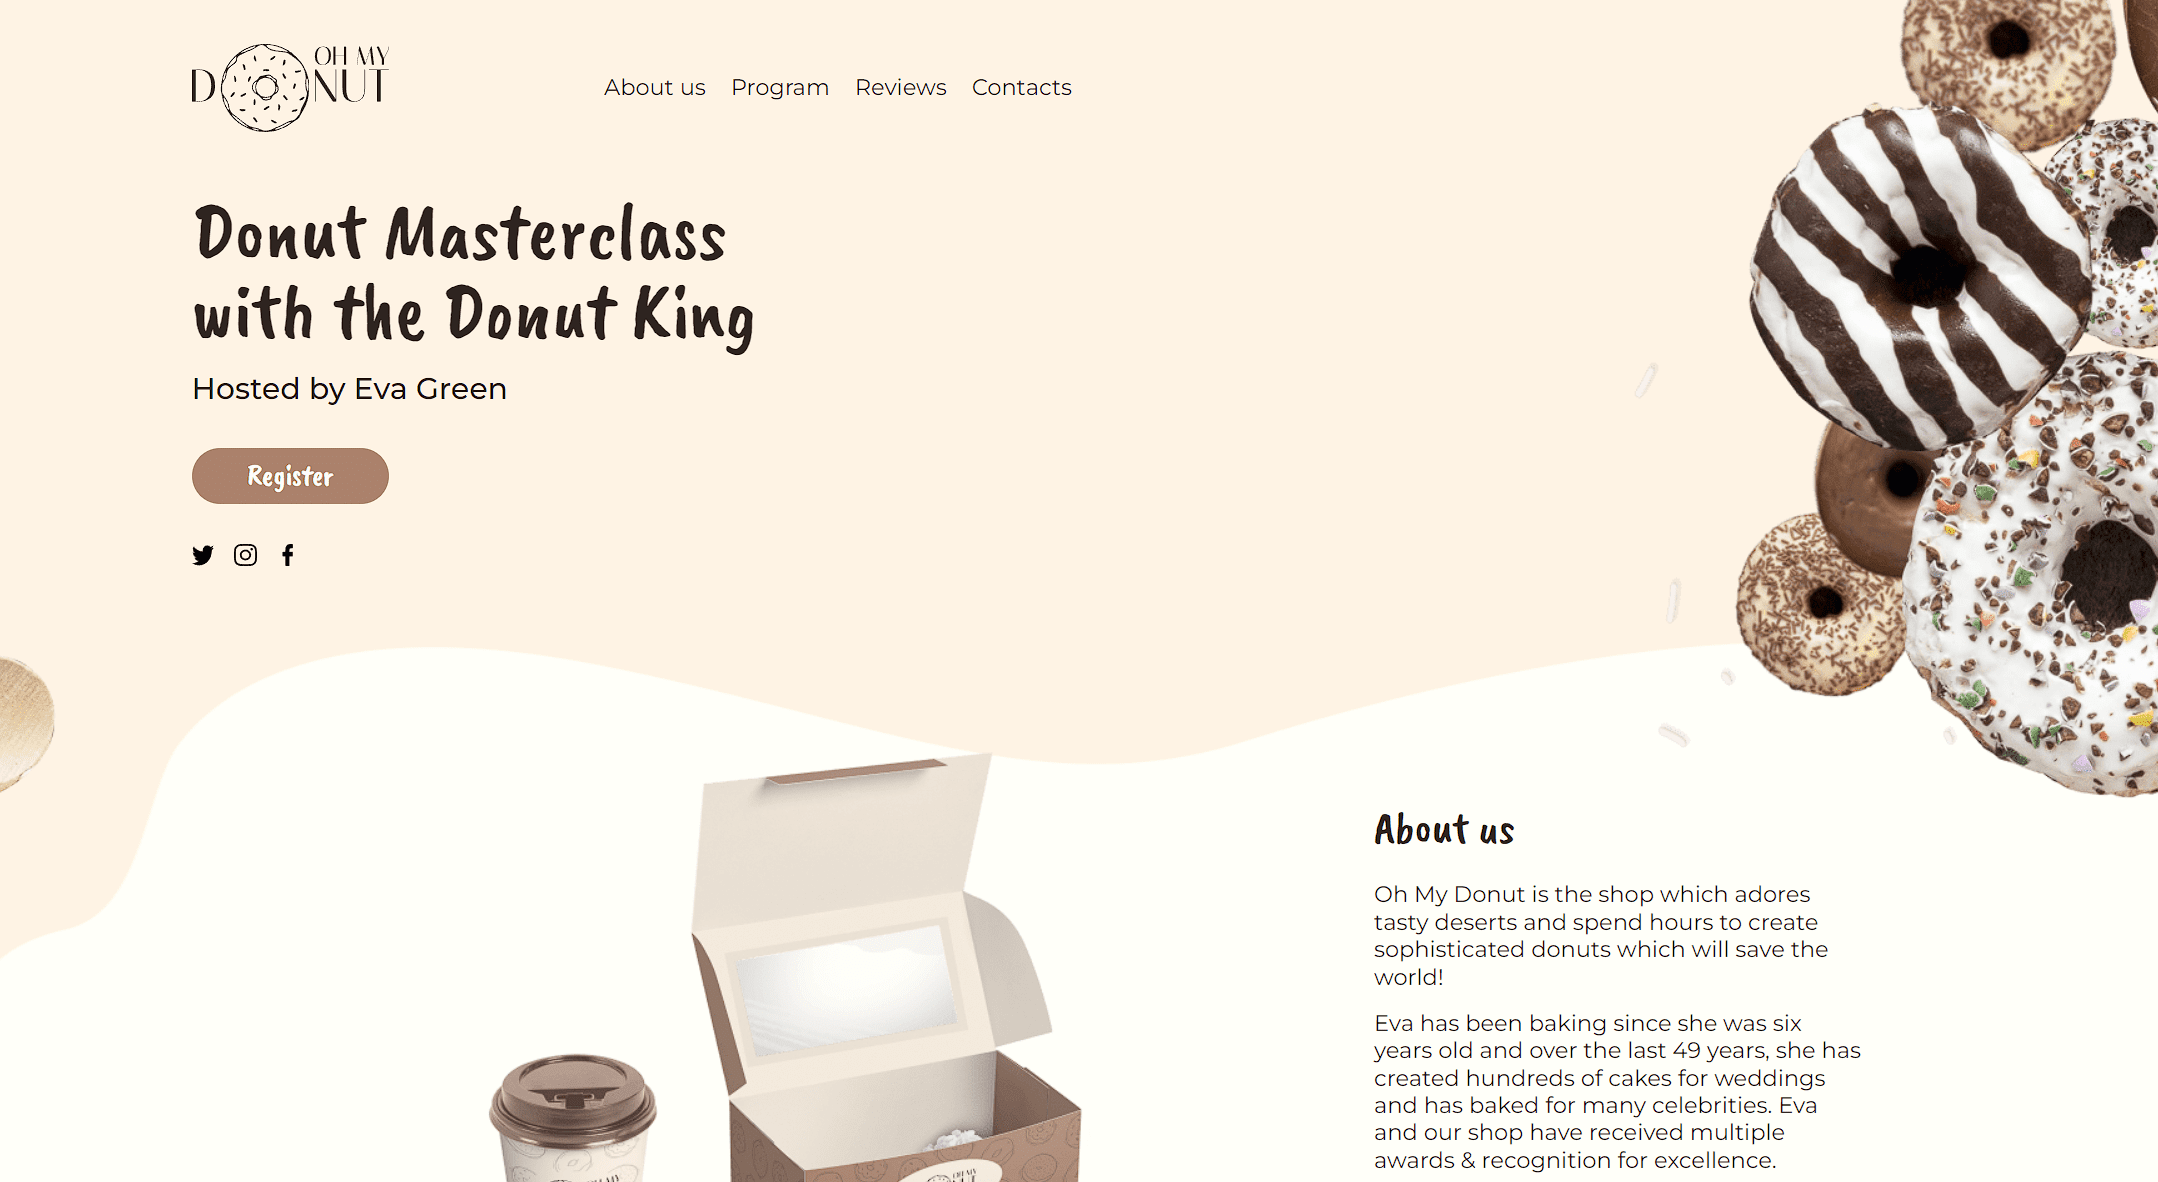 OH MY
DONUT
About us Program Reviews Contacts
Donut Masterclass
with the Donut King
Hosted by Eva Green
Register
About us
Oh My Donut is the shop which adores
tasty deserts and spend hours to create
sophisticated donuts which will save the
world!
Eva has been baking since she was six
years old and over the last 49 years, she has
created hundreds of cakes for weddings
and has baked for many celebrities. Eva
and our shop have received multiple
awards & recognition for excellence.